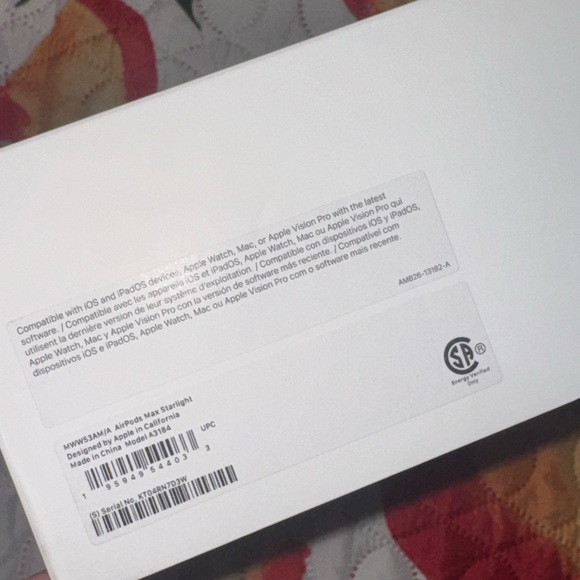 Compatible with iOS and iPadOS devices, Apple Watch, Mac, or Apple Vision Pro with the latest
software. / Compatible avec les appareils iOS et iPadOS, Apple Watch, Mac ou Apple Vision Pro qui
utilisent la dernière version de leur système d'exploitation. / Compatible con dispositivos iOS y iPadOS,
Apple Watch, Mac y Apple Vision Pro con la versión de software más reciente. / Compatível com
dispositivos iOS e iPadOS, Apple Watch, Mac ou Apple Vision Pro com o software mais recente.
AM826-13182-A
SA ®
Energy Verified
Only
MWW53AM/A AirPods Max Starlight
Designed by Apple in California
Made in China Model A3184
UPC
1 95949 54403 3
(S) Serial No. KT04RN7D3W